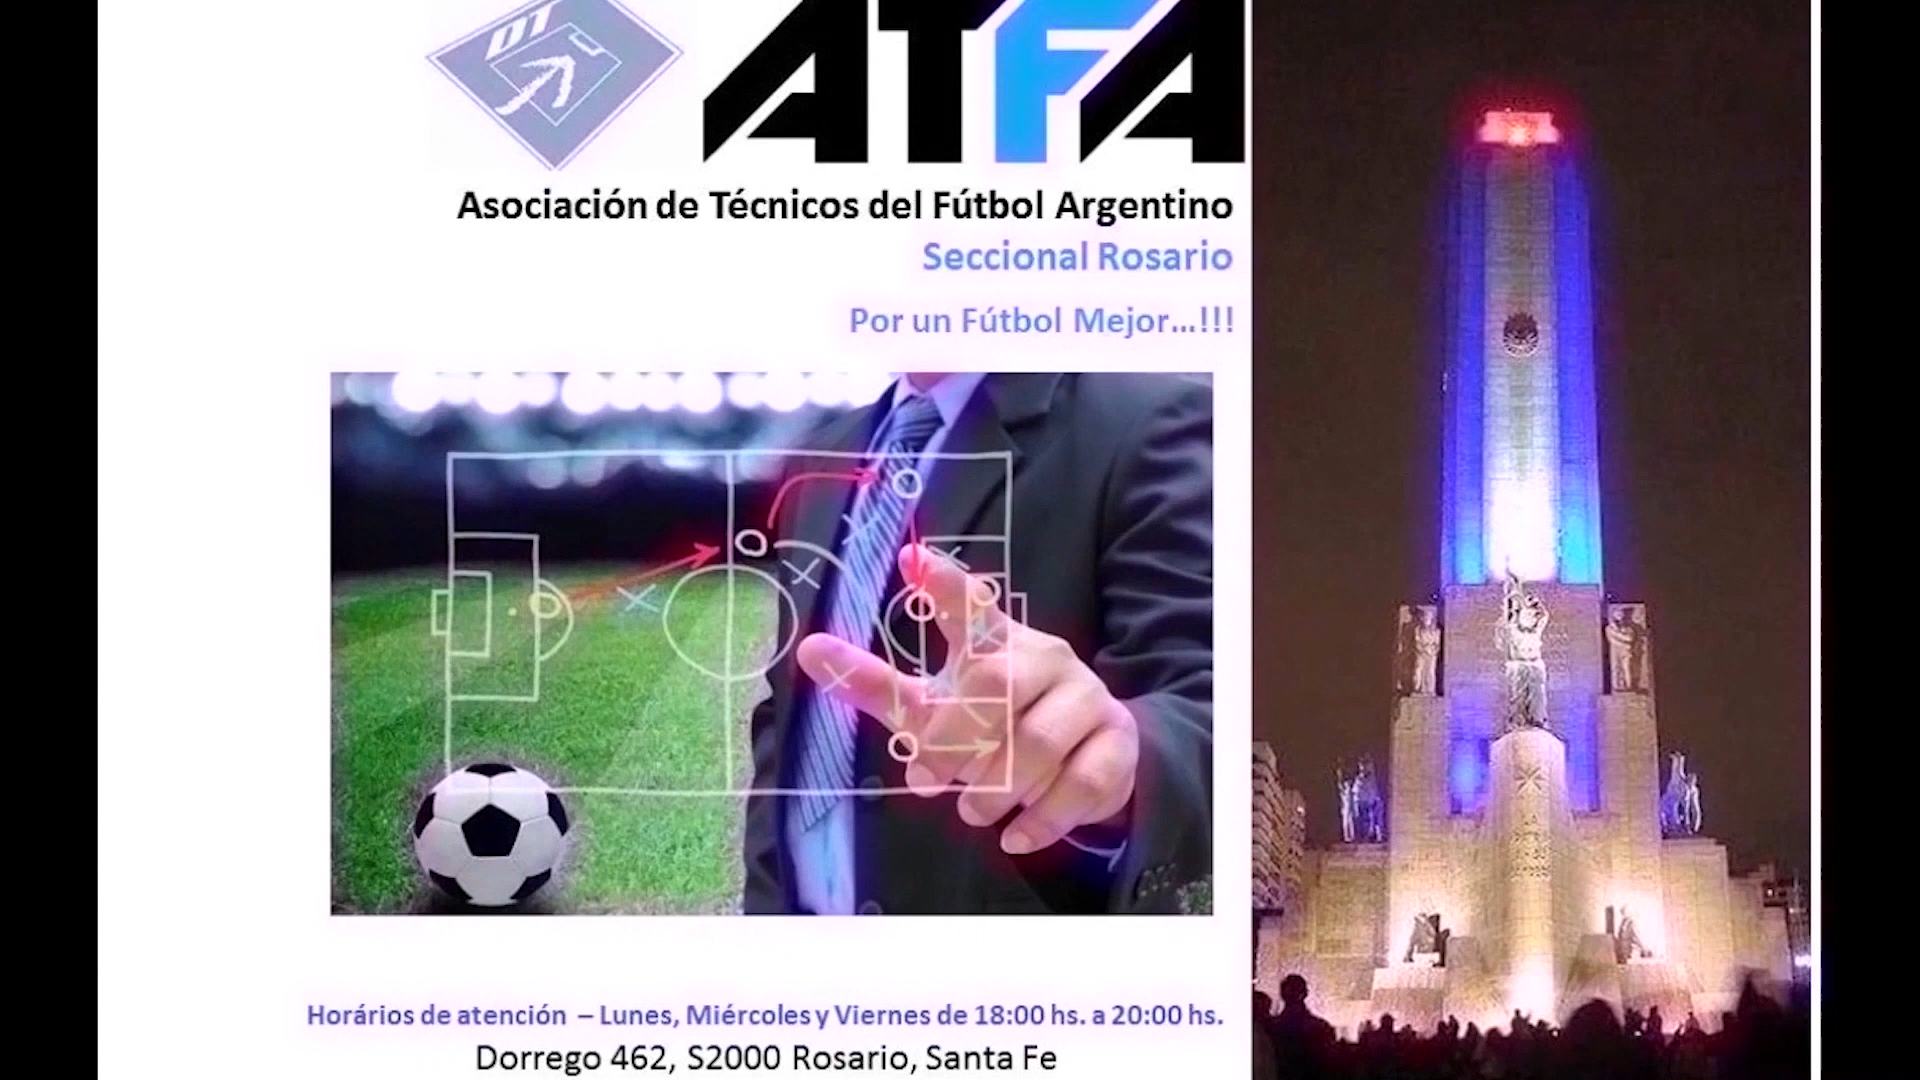 DT
ATFA
Asociación de Técnicos del Fútbol Argentino
Seccional Rosario
Por un Fútbol Mejor...!!!
Horários de atención – Lunes, Miércoles y Viernes de 18:00 hs. a 20:00 hs.
Dorrego 462, S2000 Rosario, Santa Fe